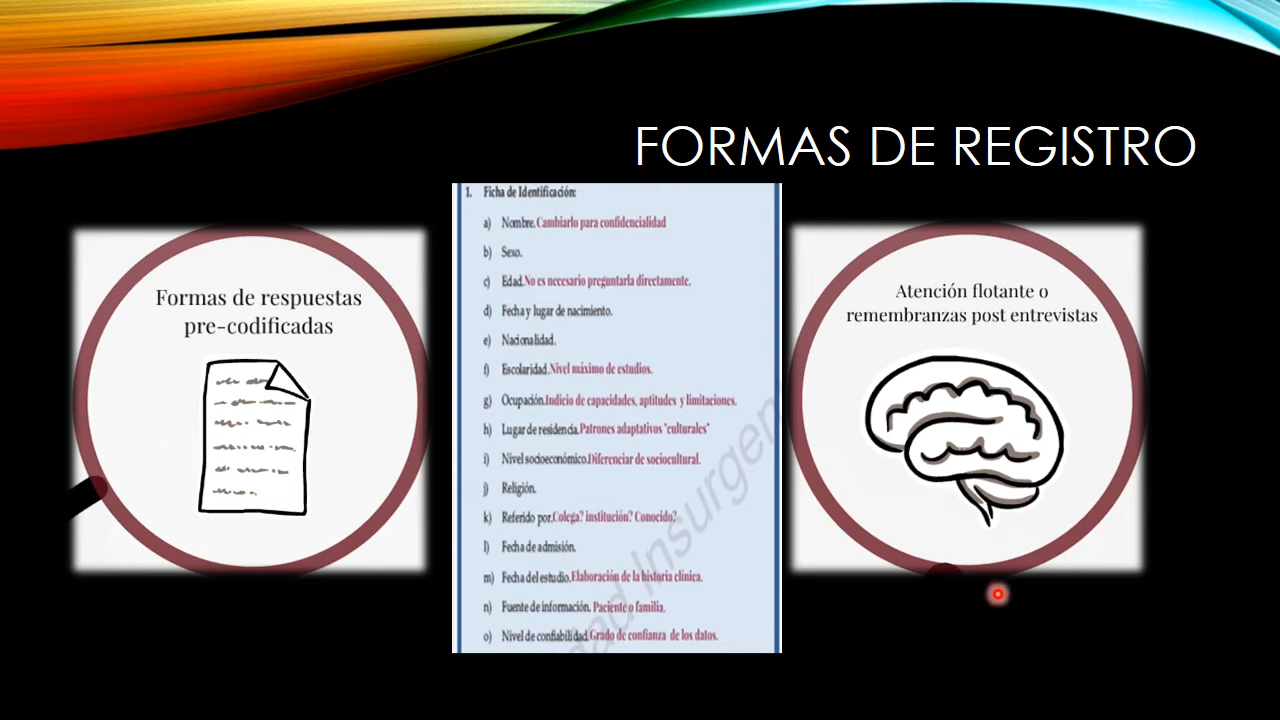 FORMAS DE REGISTRO
Formas de respuestas
pre-codificadas
1. Ficha de Identificación:
a) Nombre. Cambiarlo para confidencialidad
b) Sexo.
c) Edad. No es necesario preguntarla directamente.
d) Fecha y lugar de nacimiento.
e) Nacionalidad.
f) Escolaridad. Nivel máximo de estudios.
g) Ocupación. Indicio de capacidades, aptitudes y limitaciones.
h) Lugar de residencia. Patrones adaptativos "culturales"
i) Nivel socioeconómico. Diferenciar de sociocultural.
j) Religión.
k) Referido por. Colega? institución? Conocido?
l) Fecha de admisión.
m) Fecha del estudio. Elaboración de la historia clínica.
n) Fuente de información. Paciente o familia.
o) Nivel de confiabilidad. Grado de confianza de los datos.
Atención flotante o
remembranzas post entrevistas